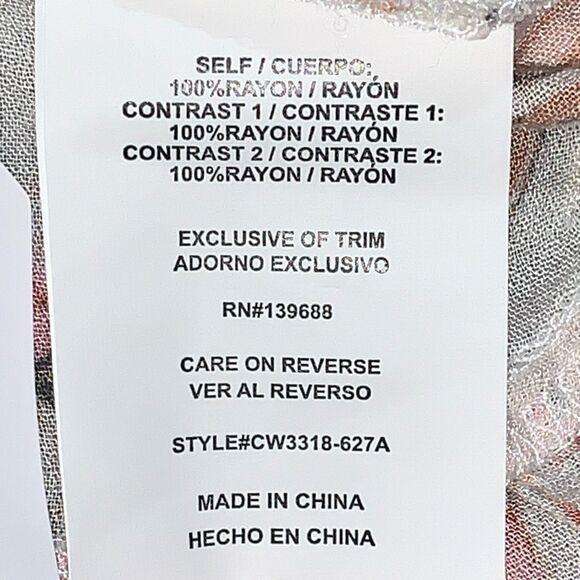 SELF / CUERPO:
100%RAYON / RAYÓN
CONTRAST 1 / CONTRASTE 1:
100%RAYON / RAYÓN
CONTRAST 2 / CONTRASTE 2:
100%RAYON / RAYÓN
EXCLUSIVE OF TRIM
ADORNO EXCLUSIVO
RN#139688
CARE ON REVERSE
VER AL REVERSO
STYLE#CW3318-627A
MADE IN CHINA
HECHO EN CHINA